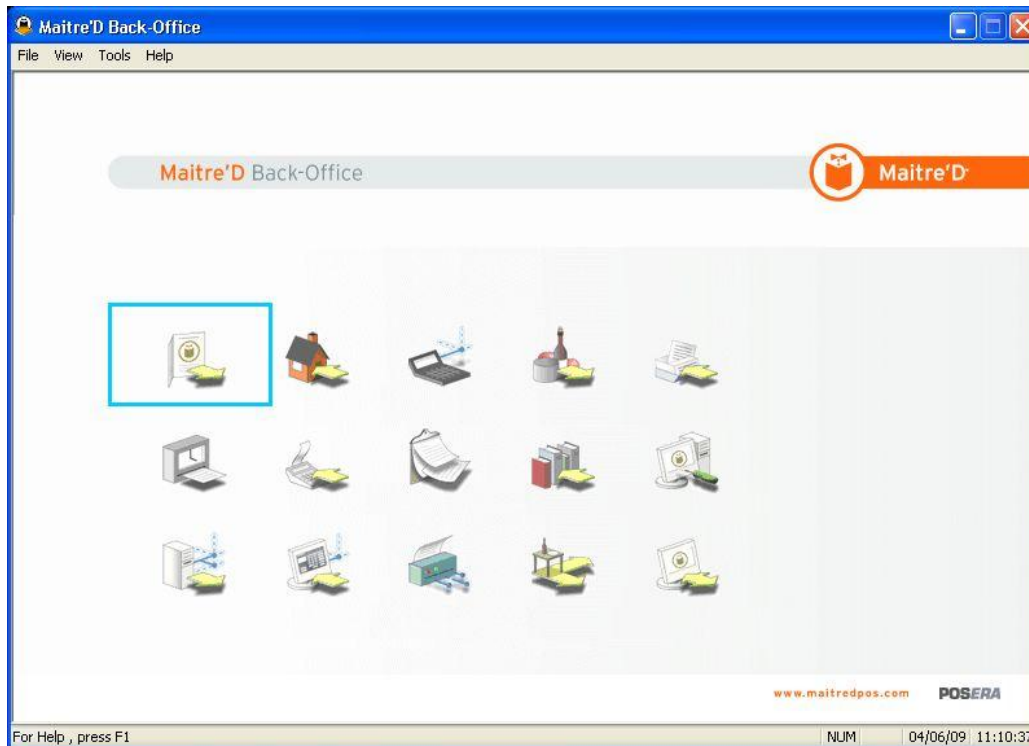 Maitre'D Back-Office
File View Tools Help
Maitre'D Back-Office
Maitre'D
www.maitredpos.com POSERA
For Help , press F1 NUM 04/06/09 11:10:37